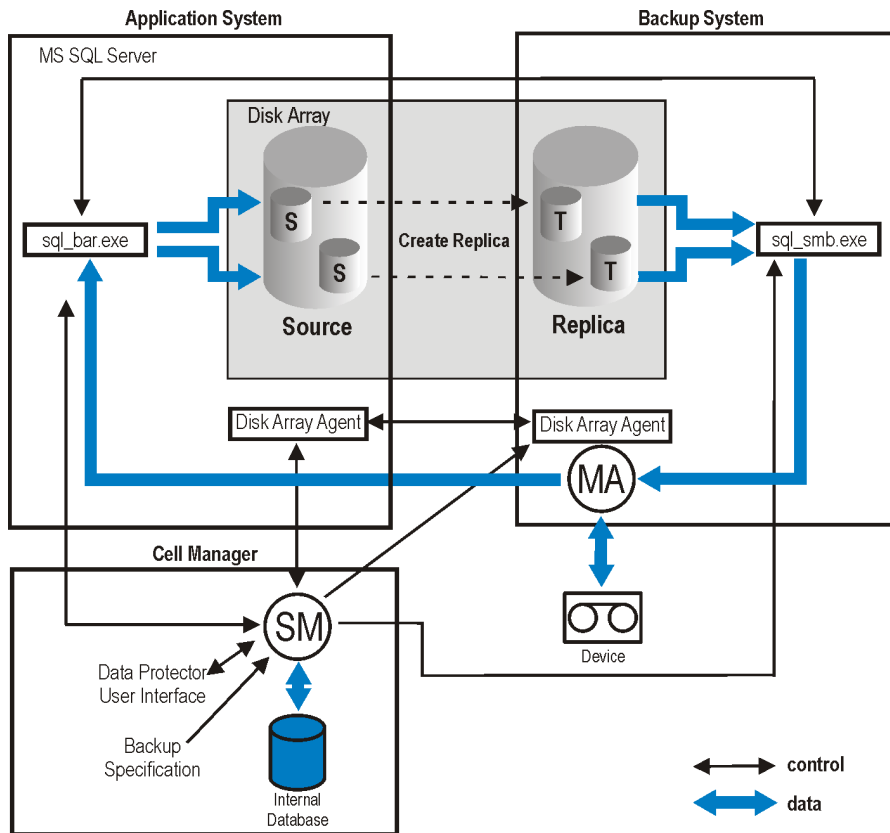 Application System
Backup System
MS SQL Server
Disk Array
S
S
T
T
Create Replica
sql_bar.exe
sql_smb.exe
Source
Replica
Disk Array Agent
Disk Array Agent
MA
Cell Manager
SM
Device
Data Protector
User Interface
Backup
Specification
Internal
Database
control
data